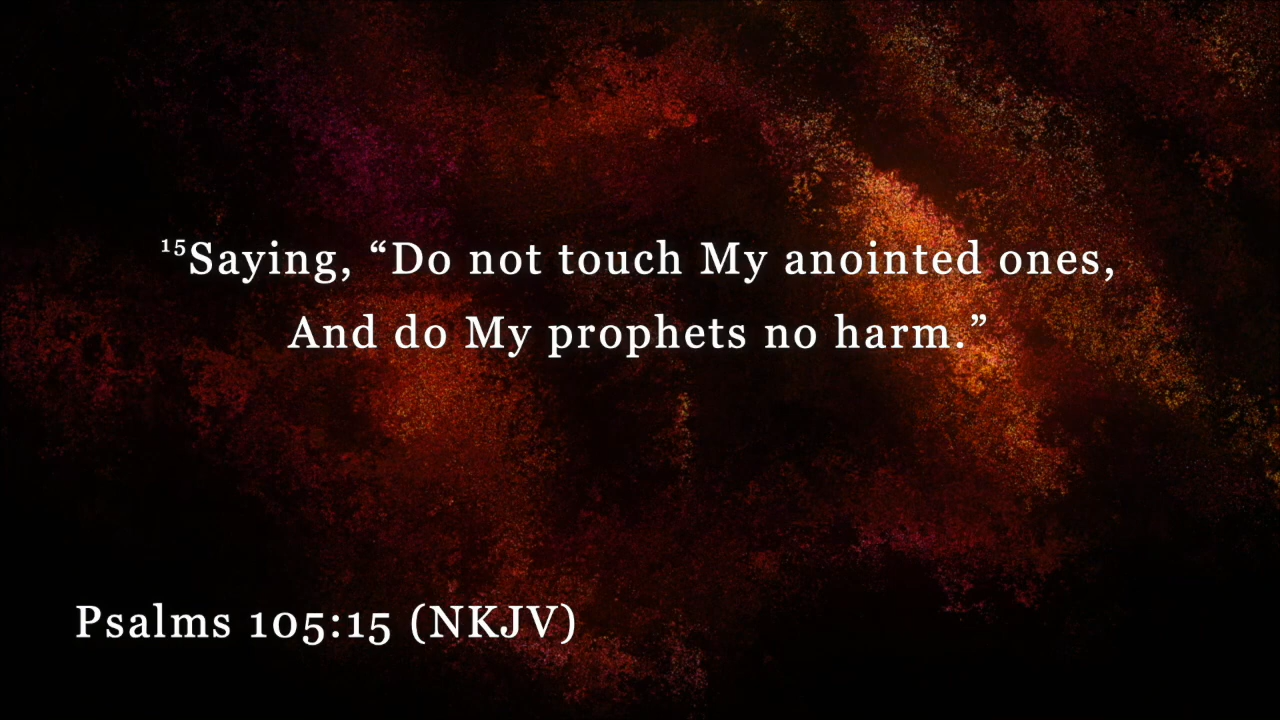 ¹⁵Saying, “Do not touch My anointed ones,
And do My prophets no harm.”
Psalms 105:15 (NKJV)